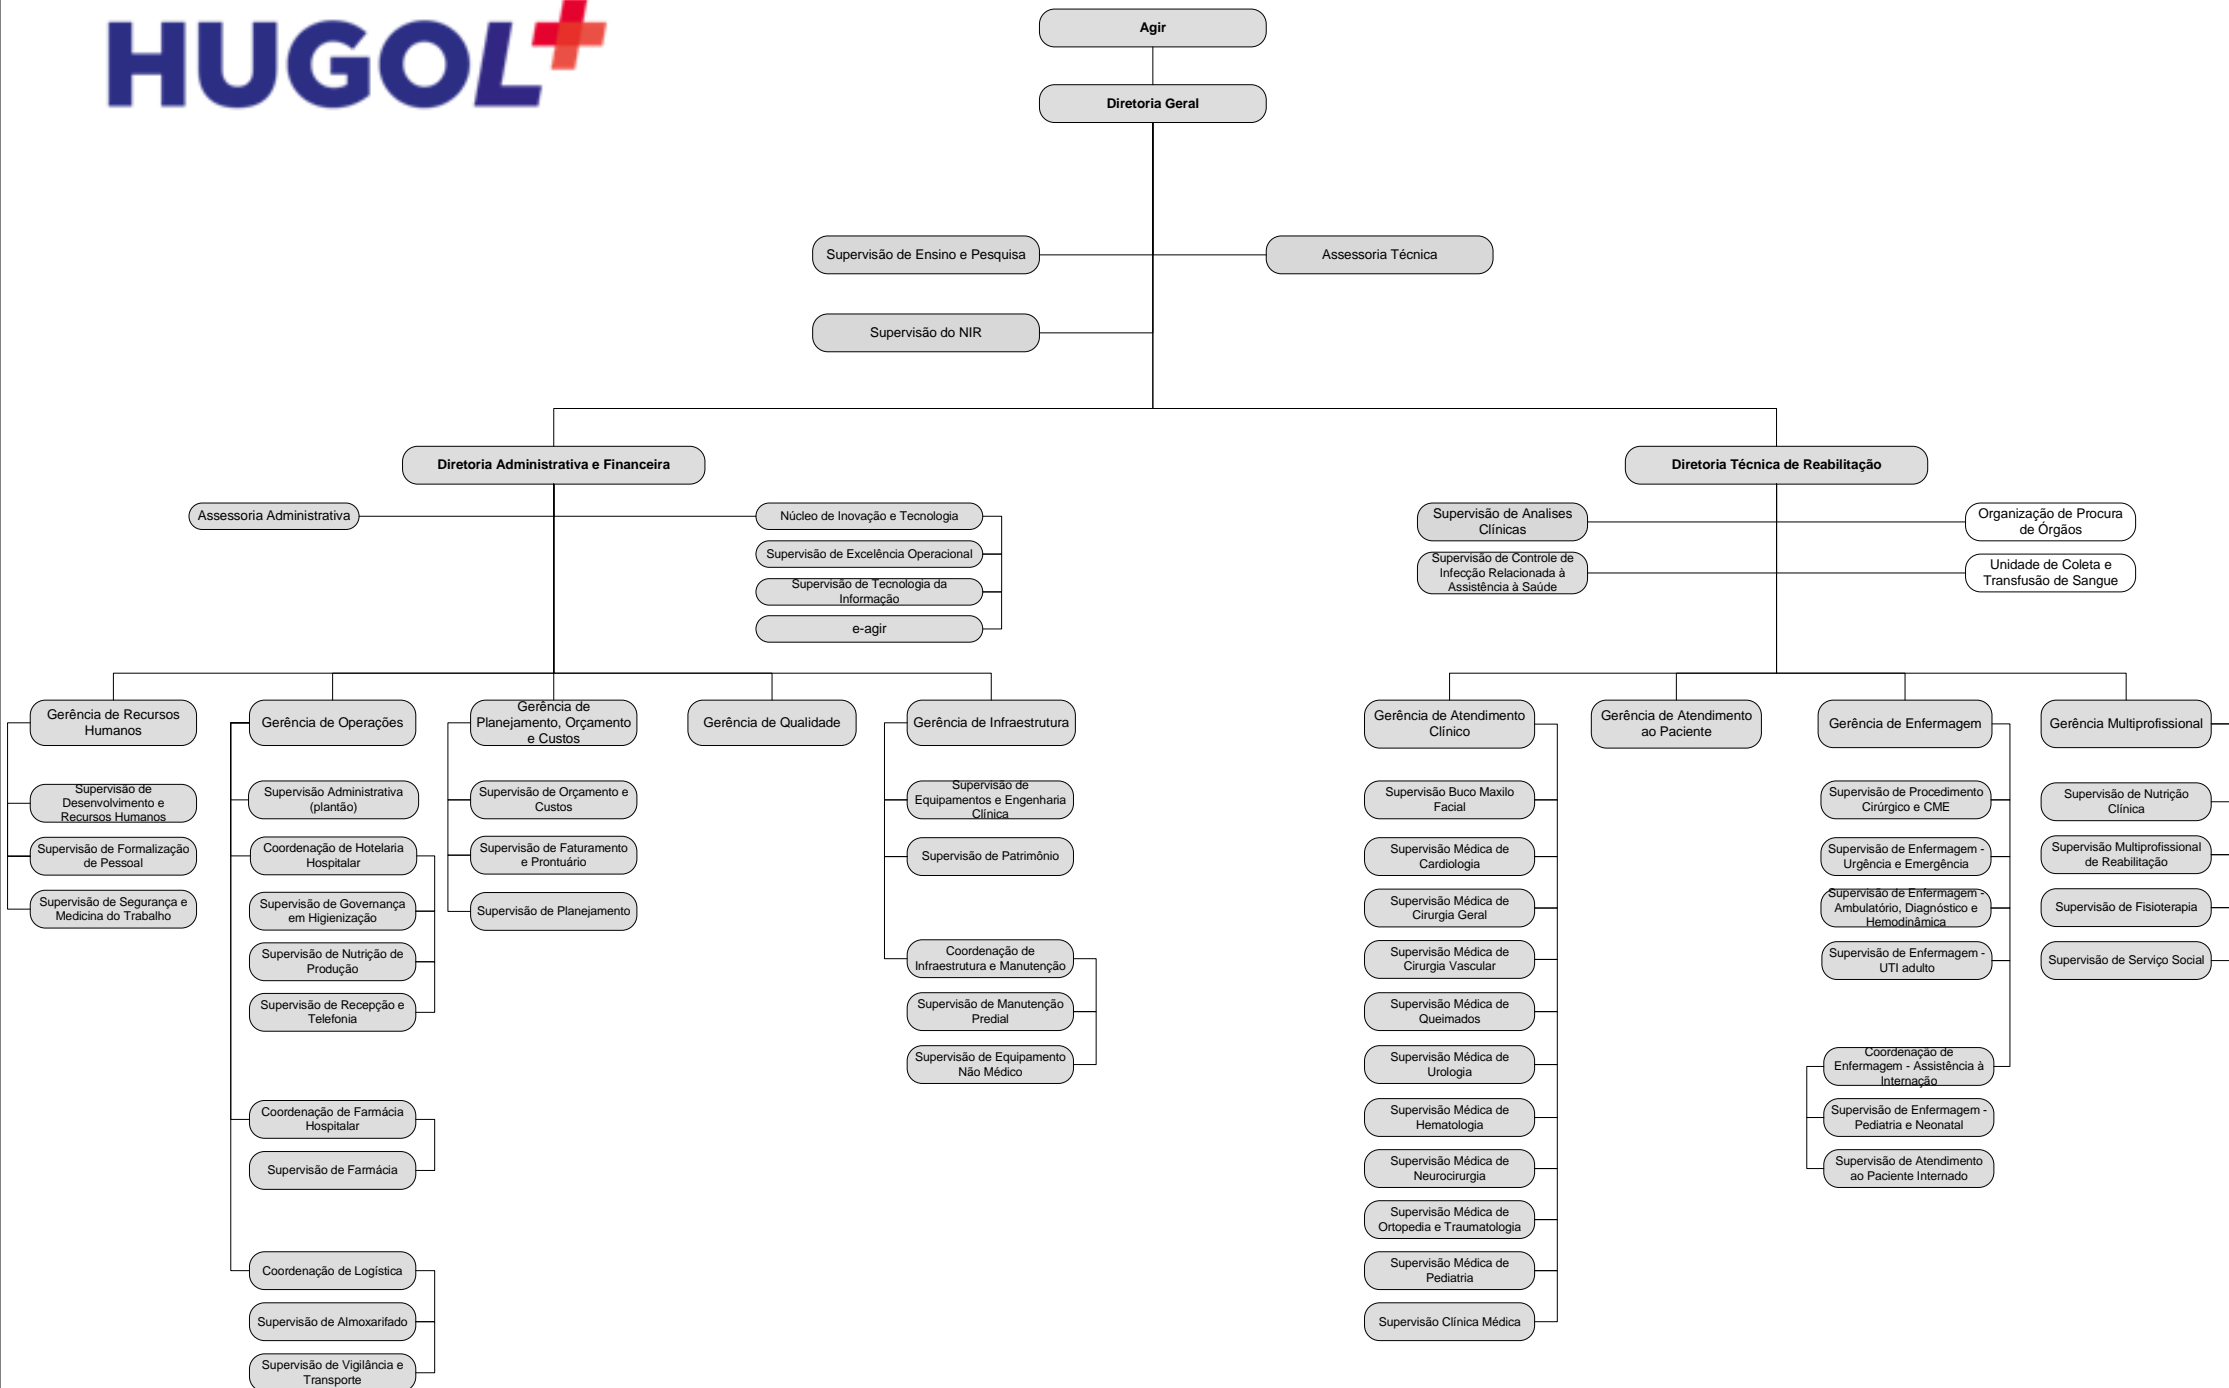 HUGOL
Agir
Diretoria Geral
Supervisão de Ensino e Pesquisa
Assessoria Técnica
Supervisão do NIR
Diretoria Administrativa e Financeira
Diretoria Técnica de Reabilitação
Assessoria Administrativa
Núcleo de Inovação e Tecnologia
Supervisão de Excelência Operacional
Supervisão de Tecnologia da
Informação
e-agir
Supervisão de Analises
Clínicas
Organização de Procura
de Órgãos
Supervisão de Controle de
Infecção Relacionada à
Assistência à Saúde
Unidade de Coleta e
Transfusão de Sangue
Gerência de Recursos
Humanos
Supervisão de
Desenvolvimento e
Recursos Humanos
Supervisão de Formalização
de Pessoal
Supervisão de Segurança e
Medicina do Trabalho
Gerência de Operações
Supervisão Administrativa
(plantão)
Coordenação de Hotelaria
Hospitalar
Supervisão de Governança
em Higienização
Supervisão de Nutrição de
Produção
Supervisão de Recepção e
Telefonia
Coordenação de Farmácia
Hospitalar
Supervisão de Farmácia
Coordenação de Logística
Supervisão de Almoxarifado
Supervisão de Vigilância e
Transporte
Gerência de
Planejamento, Orçamento
e Custos
Supervisão de Orçamento e
Custos
Supervisão de Faturamento
e Prontuário
Supervisão de Planejamento
Gerência de Qualidade
Gerência de Infraestrutura
Supervisão de
Equipamentos e Engenharia
Clínica
Supervisão de Patrimônio
Coordenação de
Infraestrutura e Manutenção
Supervisão de Manutenção
Predial
Supervisão de Equipamento
Não Médico
Gerência de Atendimento
Clínico
Supervisão Buco Maxilo
Facial
Supervisão Médica de
Cardiologia
Supervisão Médica de
Cirurgia Geral
Supervisão Médica de
Cirurgia Vascular
Supervisão Médica de
Queimados
Supervisão Médica de
Urologia
Supervisão Médica de
Hematologia
Supervisão Médica de
Neurocirurgia
Supervisão Médica de
Ortopedia e Traumatologia
Supervisão Médica de
Pediatria
Supervisão Clínica Médica
Gerência de Atendimento
ao Paciente
Gerência de Enfermagem
Supervisão de Procedimento
Cirúrgico e CME
Supervisão de Enfermagem -
Urgência e Emergência
Supervisão de Enfermagem -
Ambulatório, Diagnóstico e
Hemodinâmica
Supervisão de Enfermagem -
UTI adulto
Coordenação de
Enfermagem - Assistência à
Internação
Supervisão de Enfermagem -
Pediatria e Neonatal
Supervisão de Atendimento
ao Paciente Internado
Gerência Multiprofissional
Supervisão de Nutrição
Clínica
Supervisão Multiprofissional
de Reabilitação
Supervisão de Fisioterapia
Supervisão de Serviço Social